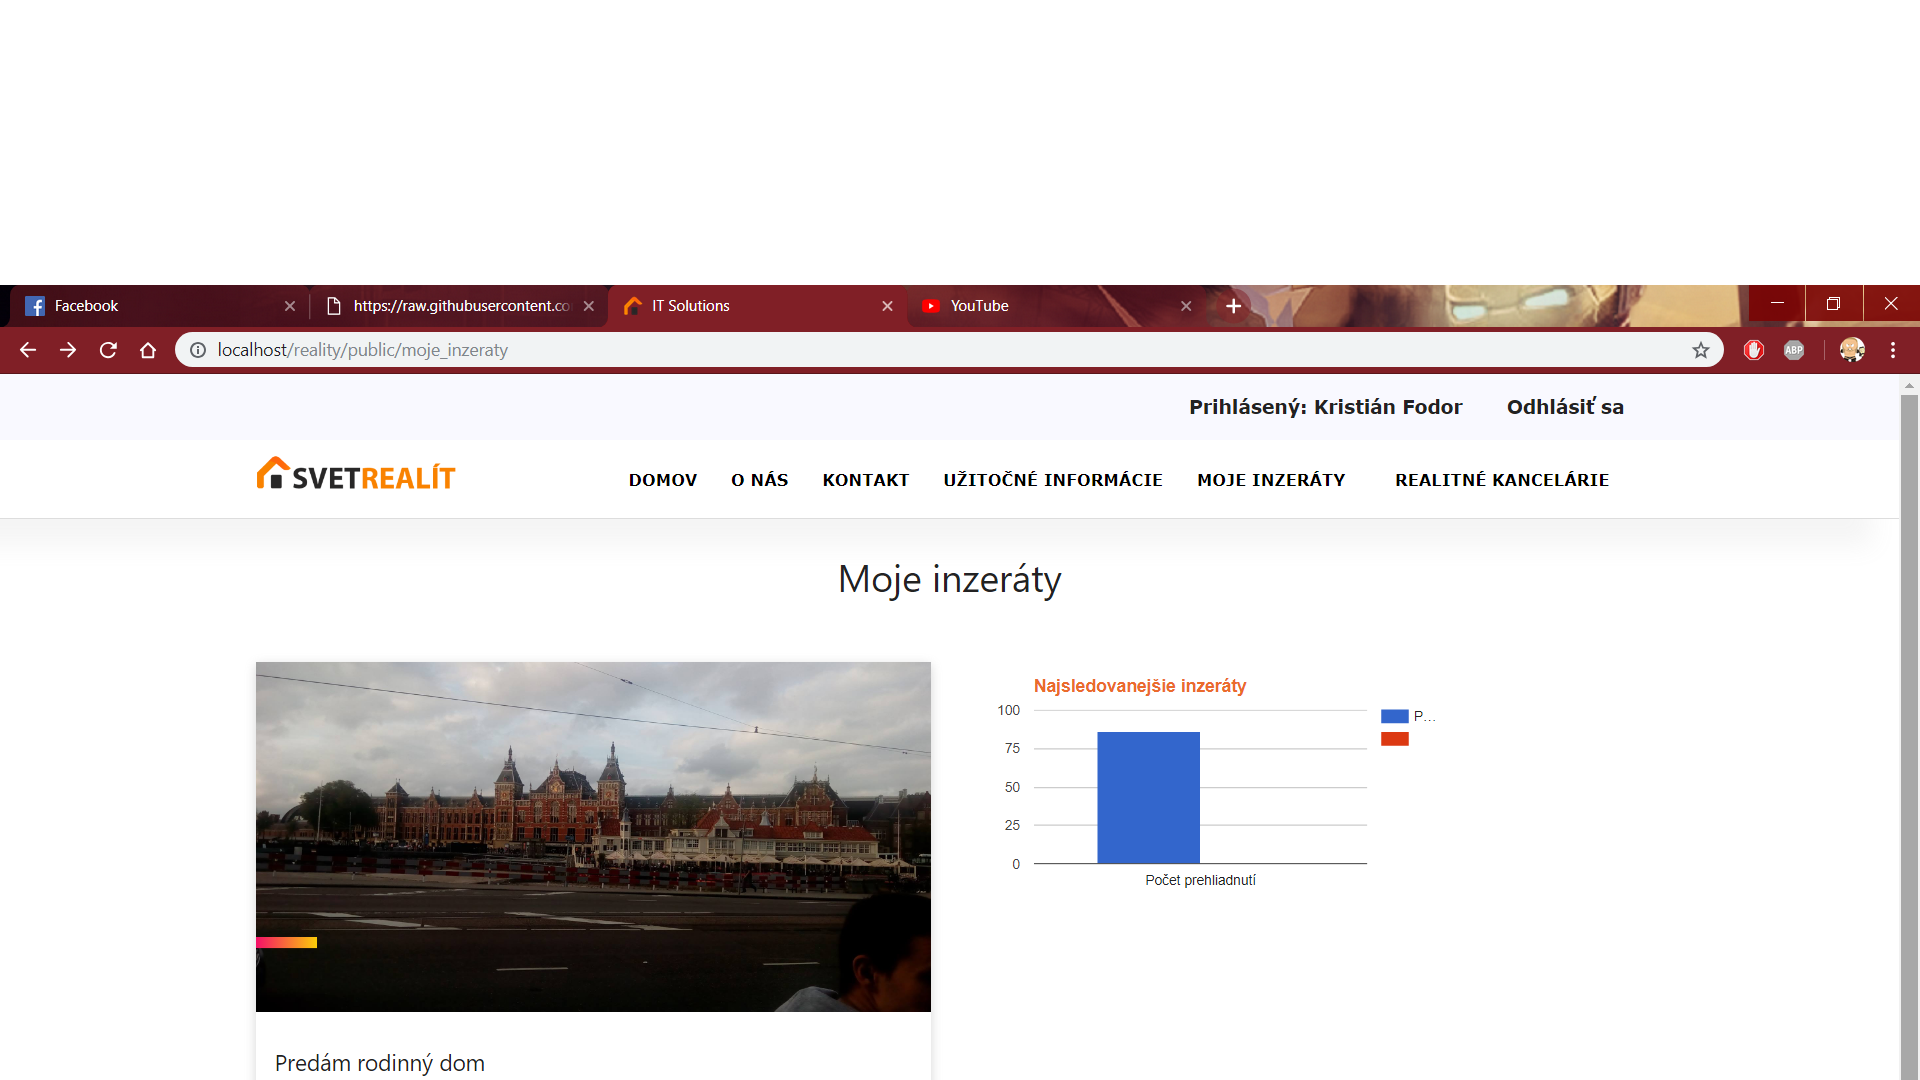 Facebook
https://raw.githubusercontent.co
IT Solutions
YouTube
localhost/reality/public/moje_inzeraty
ABP
Prihlásený: Kristián Fodor
Odhlásiť sa
SVETREALÍT
DOMOV
O NÁS
KONTAKT
UŽITOČNÉ INFORMÁCIE
MOJE INZERÁTY
REALITNÉ KANCELÁRIE
Moje inzeráty
Najsledovanejšie inzeráty
100
75
50
25
0
P...
Počet prehliadnutí
Predám rodinný dom